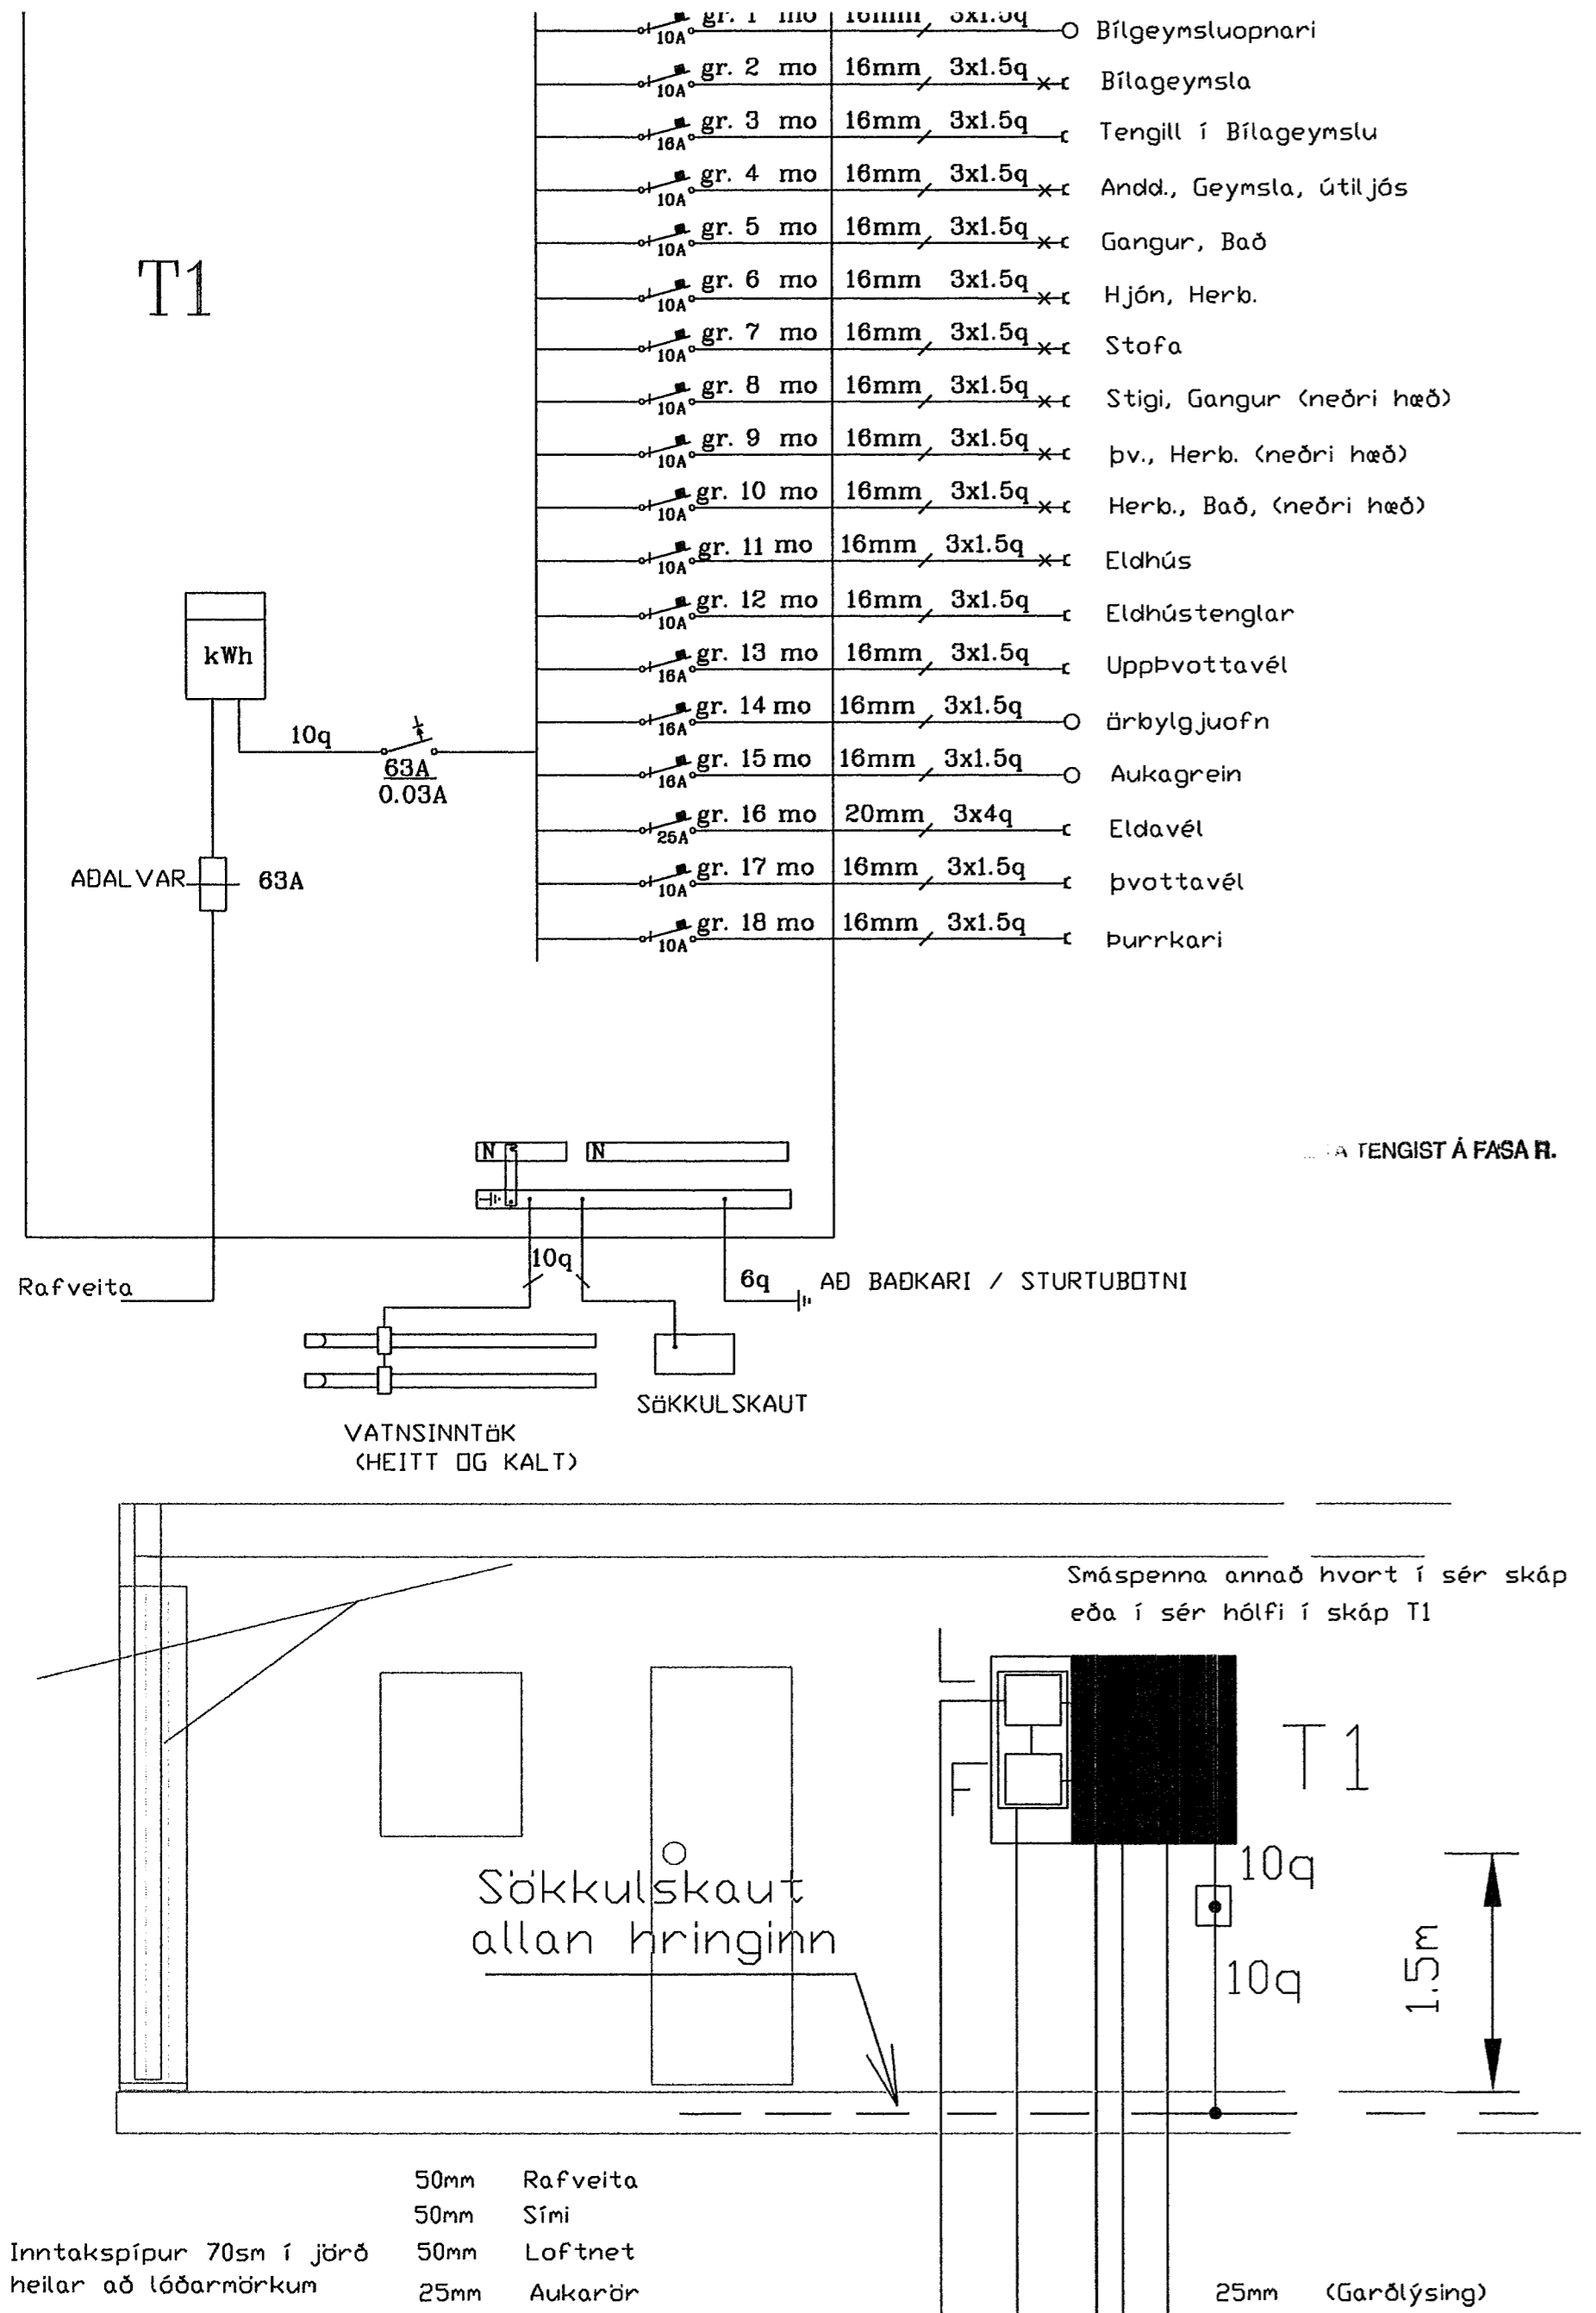 gr. 1 mo 16mm 3x1.5q
10A Bílgeymsluopnari
gr. 2 mo 16mm 3x1.5q
10A Bílageymsla
gr. 3 mo 16mm 3x1.5q
16A Tengill í Bílageymslu
gr. 4 mo 16mm 3x1.5q
10A Andd., Geymsla, útiljós
gr. 5 mo 16mm 3x1.5q
10A Gangur, Bað
T1
gr. 6 mo 16mm 3x1.5q
10A Hjón, Herb.
gr. 7 mo 16mm 3x1.5q
10A Stofa
gr. 8 mo 16mm 3x1.5q
10A Stigi, Gangur (neðri hæð)
gr. 9 mo 16mm 3x1.5q
10A þv., Herb. (neðri hæð)
gr. 10 mo 16mm 3x1.5q
10A Herb., Bað, (neðri hæð)
gr. 11 mo 16mm 3x1.5q
10A Eldhús
gr. 12 mo 16mm 3x1.5q
10A Eldhústenglar
gr. 13 mo 16mm 3x1.5q
16A UppÞvottavél
gr. 14 mo 16mm 3x1.5q
16A örbylgjuofn
gr. 15 mo 16mm 3x1.5q
16A Aukagrein
gr. 16 mo 20mm 3x4q
25A Eldavél
gr. 17 mo 16mm 3x1.5q
10A þvottavél
gr. 18 mo 16mm 3x1.5q
10A Þurrkari
kWh
10q
63A
0.03A
AÐALVAR 63A
N N
TENGIST Á FASA R.
Rafveita
10q
6q AÐ BAÐKARI / STURTUBOTNI
SöKKULSKAUT
VATNSINNTöK
(HEITT OG KALT)
Smáspenna annað hvort í sér skáp
eða í sér hólfi í skáp T1
L
F
T1
10q
10q
1.5m
Sökkulskaut
allan hringinn
50mm Rafveita
50mm Sími
50mm Loftnet
25mm Aukarör
Inntakspípur 70sm í jörð
heilar að lóðarmörkum
25mm (Garðlýsing)